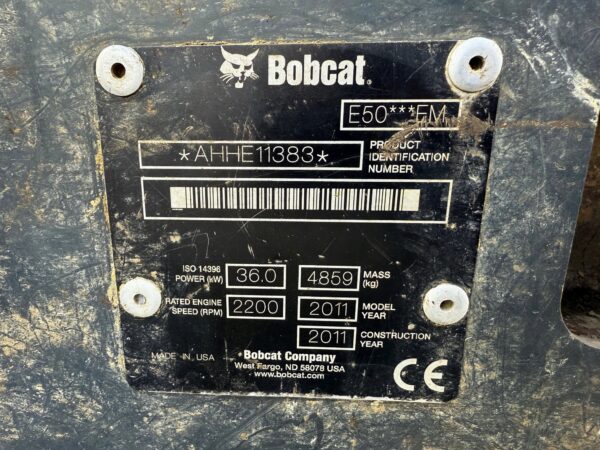 Bobcat®
E50***EM
*AHHE11383*
PRODUCT
IDENTIFICATION
NUMBER
ISO 14396
POWER (kW) 36.0 4859 MASS
(kg)
RATED ENGINE
SPEED (RPM) 2200 2011 MODEL
YEAR
2011 CONSTRUCTION
YEAR
MADE IN USA
Bobcat Company
West Fargo, ND 58078 USA
www.bobcat.com
CE